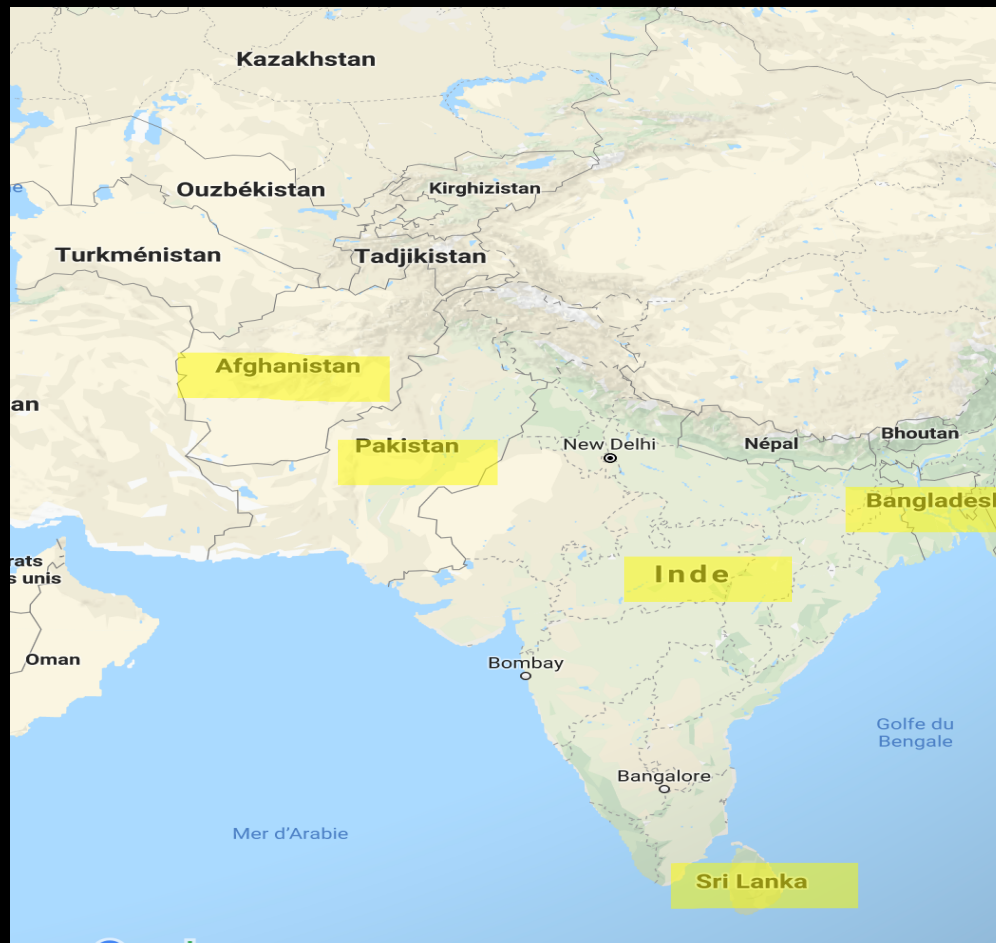 Kazakhstan
Ouzbékistan
Kirghizistan
Turkménistan
Tadjikistan
Afghanistan
an
Pakistan
New Delhi
Népal
Bhoutan
Bangladesh
rats
s unis
Inde
Oman
Bombay
Golfe du
Bengale
Bangalore
Mer d'Arabie
Sri Lanka